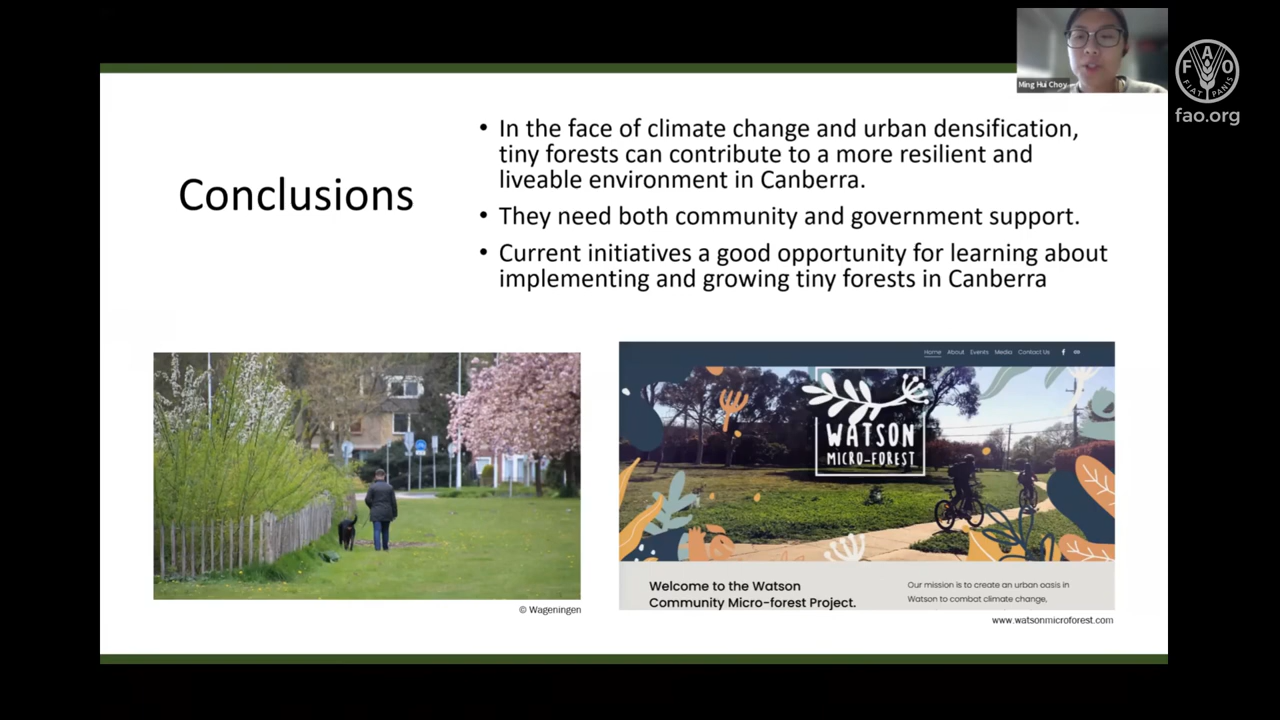 Ming Hui Choy
FAO
FIAT PANIS
fao.org
Conclusions
• In the face of climate change and urban densification,
tiny forests can contribute to a more resilient and
liveable environment in Canberra.
• They need both community and government support.
• Current initiatives a good opportunity for learning about
implementing and growing tiny forests in Canberra
© Wageningen
Home About Events Media Contact Us
WATSON
MICRO-FOREST
Welcome to the Watson
Community Micro-forest Project.
Our mission is to create an urban oasis in
Watson to combat climate change,
www.watsonmicroforest.com